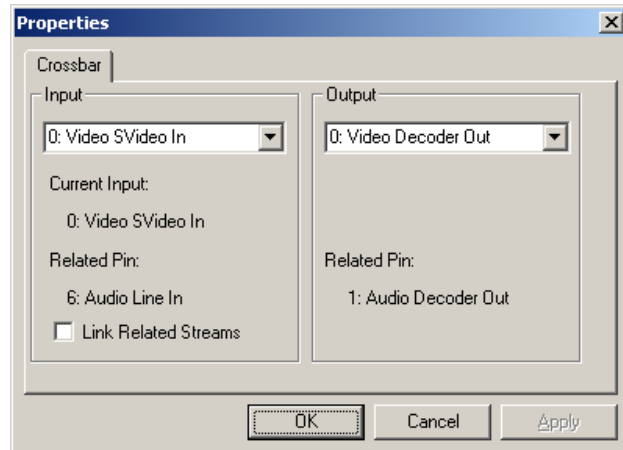 Properties
Crossbar
Input
0: Video SVideo In
Current Input:
0: Video SVideo In
Related Pin:
6: Audio Line In
Link Related Streams
Output
0: Video Decoder Out
Related Pin:
1: Audio Decoder Out
OK
Cancel
Apply